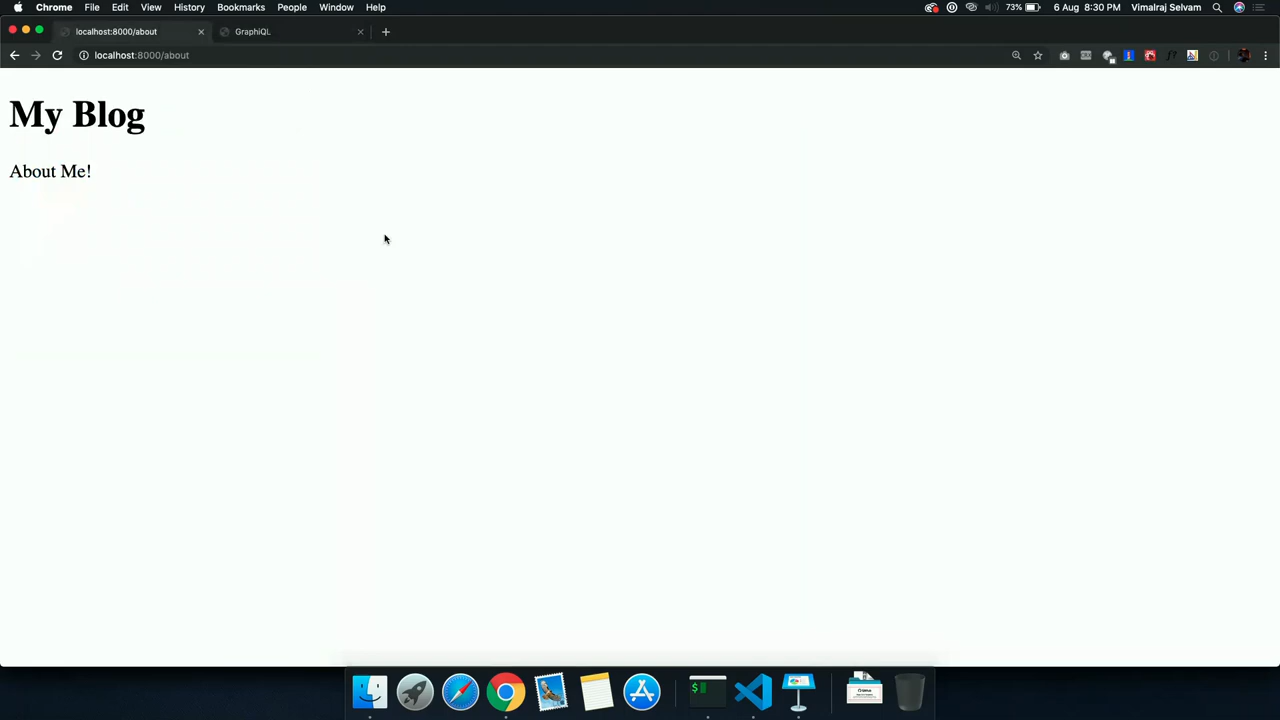 Chrome File Edit View History Bookmarks People Window Help 73% 6 Aug 8:30 PM Vimalraj Selvam
localhost:8000/about GraphiQL
localhost:8000/about
My Blog
About Me!